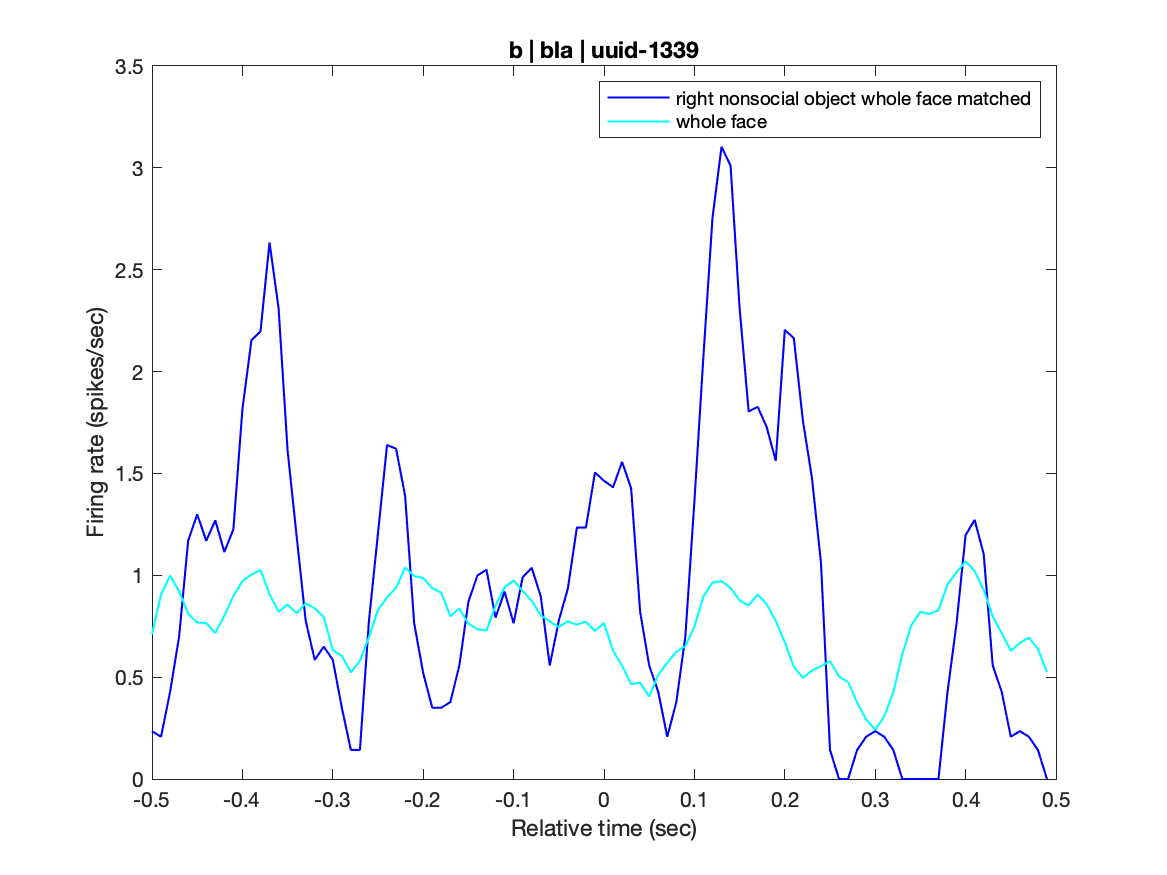 b | bla | uuid-1339
right nonsocial object whole face matched
whole face
Firing rate (spikes/sec)
3.5
3
2.5
2
1.5
1
0.5
0
-0.5 -0.4 -0.3 -0.2 -0.1 0 0.1 0.2 0.3 0.4 0.5
Relative time (sec)